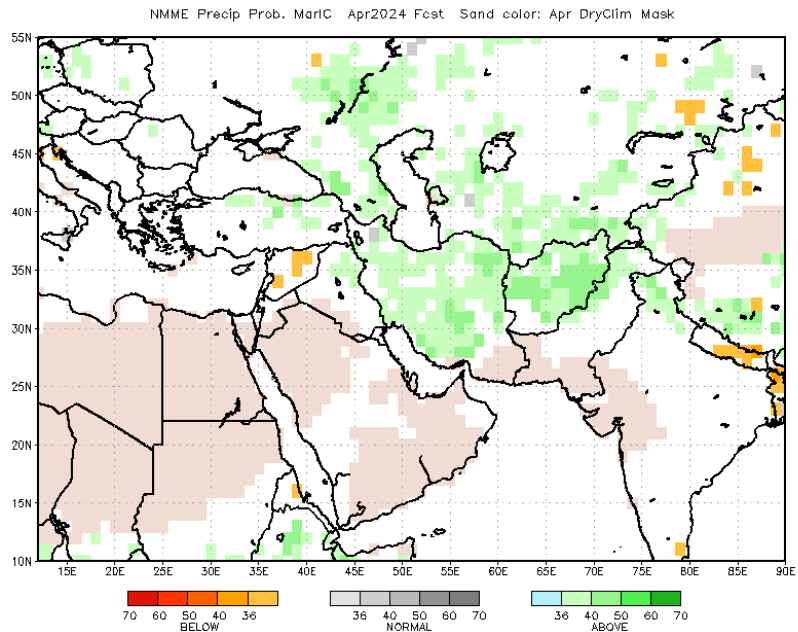 NMME Precip Prob. MarIC  Apr2024 Fcst  Sand color: Apr DryClim Mask
55N
50N
45N
40N
35N
30N
25N
20N
15N
10N
15E 20E 25E 30E 35E 40E 45E 50E 55E 60E 65E 70E 75E 80E 85E 90E
70 60 50 40 36 36 40 50 60 70 36 40 50 60 70
BELOW NORMAL ABOVE